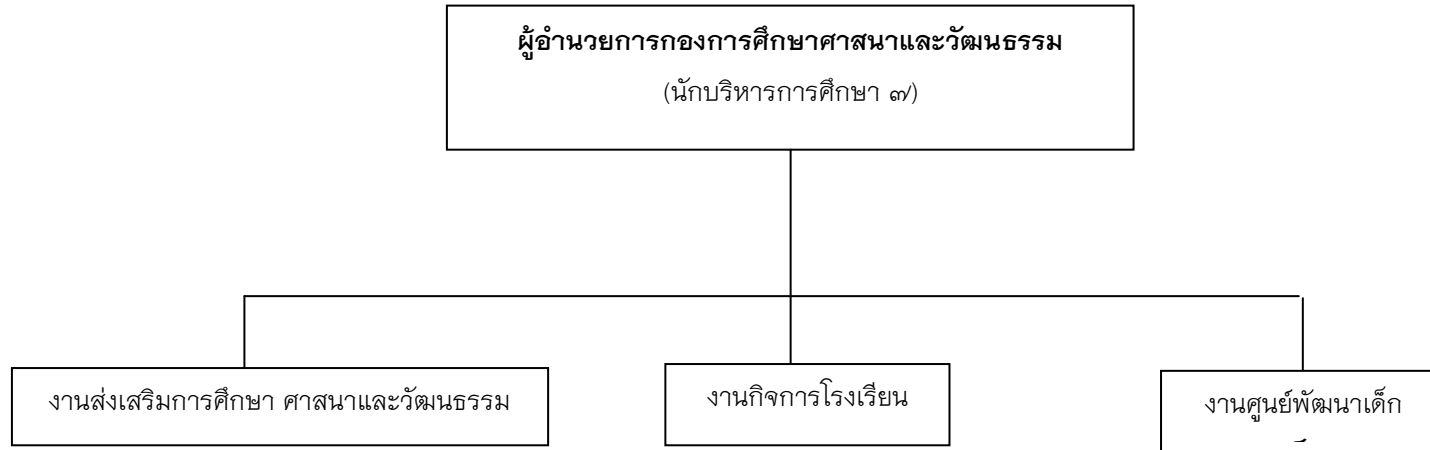 ผู้อำนวยการกองการศึกษาศาสนาและวัฒนธรรม
(นักบริหารการศึกษา ๗)
งานส่งเสริมการศึกษา ศาสนาและวัฒนธรรม
งานกิจการโรงเรียน
งานศูนย์พัฒนาเด็ก